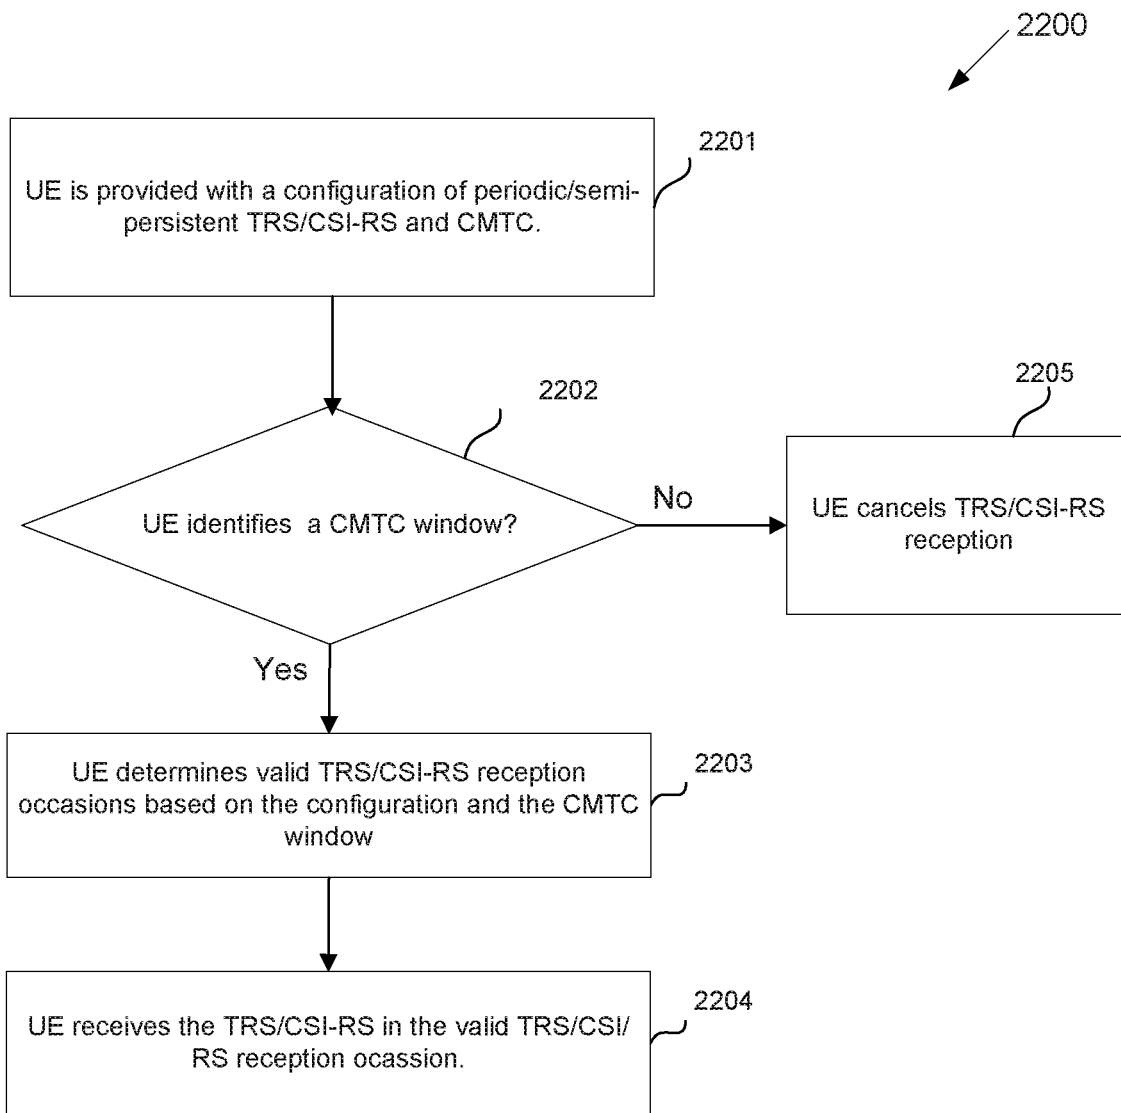 2200
2201
UE is provided with a configuration of periodic/semi-
persistent TRS/CSI-RS and CMTC.
2202
UE identifies a CMTC window?
No
2205
UE cancels TRS/CSI-RS
reception
Yes
2203
UE determines valid TRS/CSI-RS reception
occasions based on the configuration and the CMTC
window
2204
UE receives the TRS/CSI-RS in the valid TRS/CSI/
RS reception ocassion.